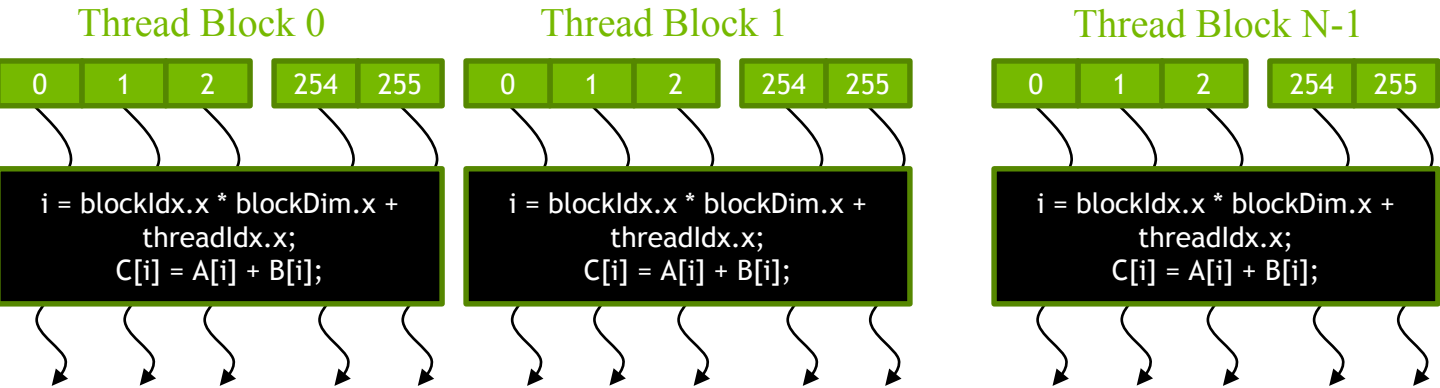 Thread Block 0
0 1 2 254 255
i = blockIdx.x * blockDim.x +
threadIdx.x;
C[i] = A[i] + B[i];
Thread Block 1
0 1 2 254 255
i = blockIdx.x * blockDim.x +
threadIdx.x;
C[i] = A[i] + B[i];
Thread Block N-1
0 1 2 254 255
i = blockIdx.x * blockDim.x +
threadIdx.x;
C[i] = A[i] + B[i];